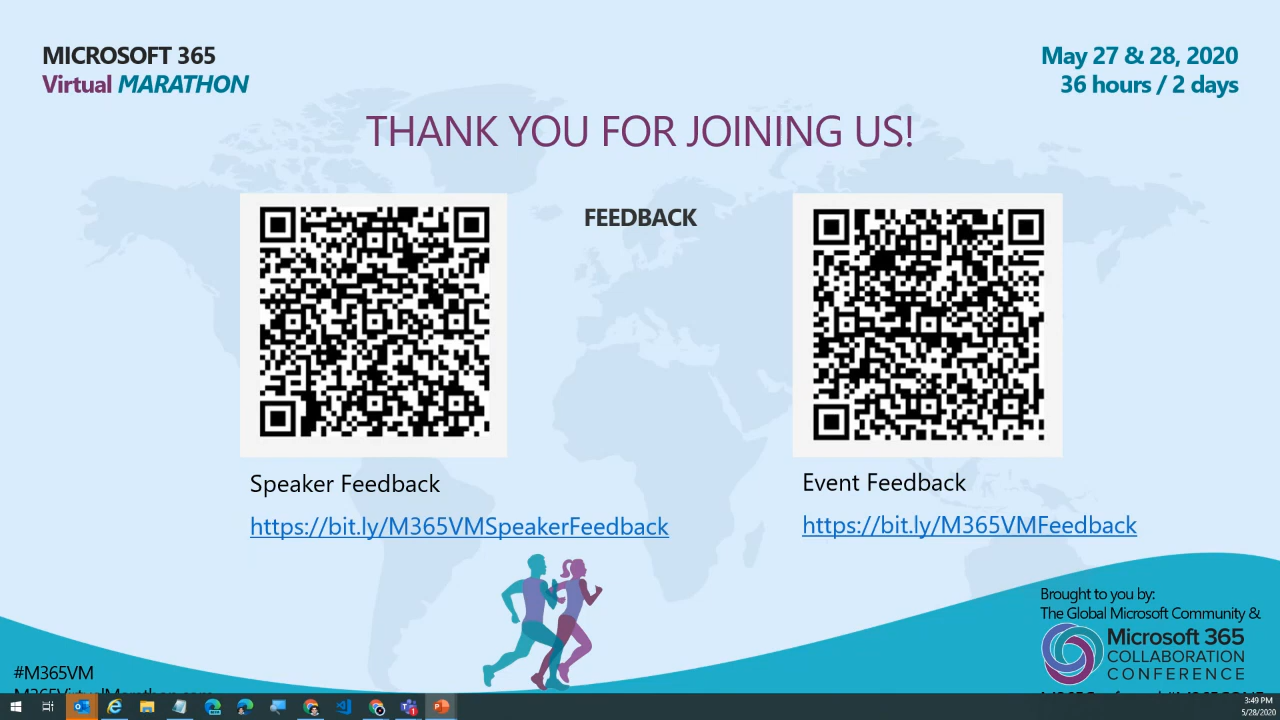 MICROSOFT 365
Virtual MARATHON
May 27 & 28, 2020
36 hours / 2 days
THANK YOU FOR JOINING US!
FEEDBACK
Speaker Feedback
https://bit.ly/M365VMSpeakerFeedback
Event Feedback
https://bit.ly/M365VMFeedback
Brought to you by:
The Global Microsoft Community &
Microsoft 365
COLLABORATION
CONFERENCE
#M365VM
M365VirtualMarathon.com
3:49 PM
5/28/2020